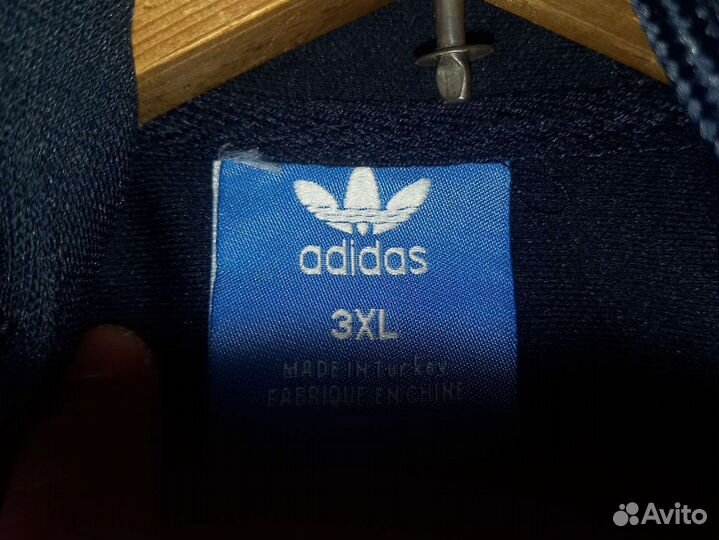 adidas
3XL
MADE IN Turkey
FABRIQUE EN CHINE
Avito